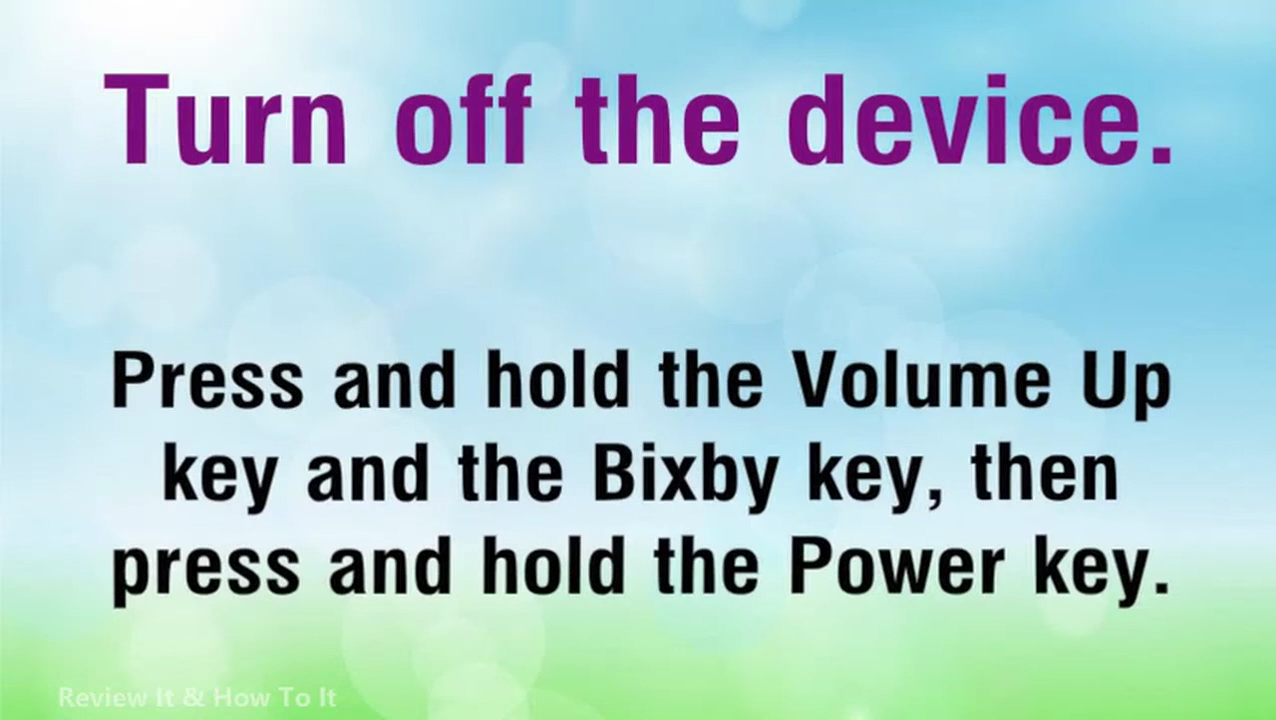 Turn off the device.
Press and hold the Volume Up
key and the Bixby key, then
press and hold the Power key.
Review It & How To It